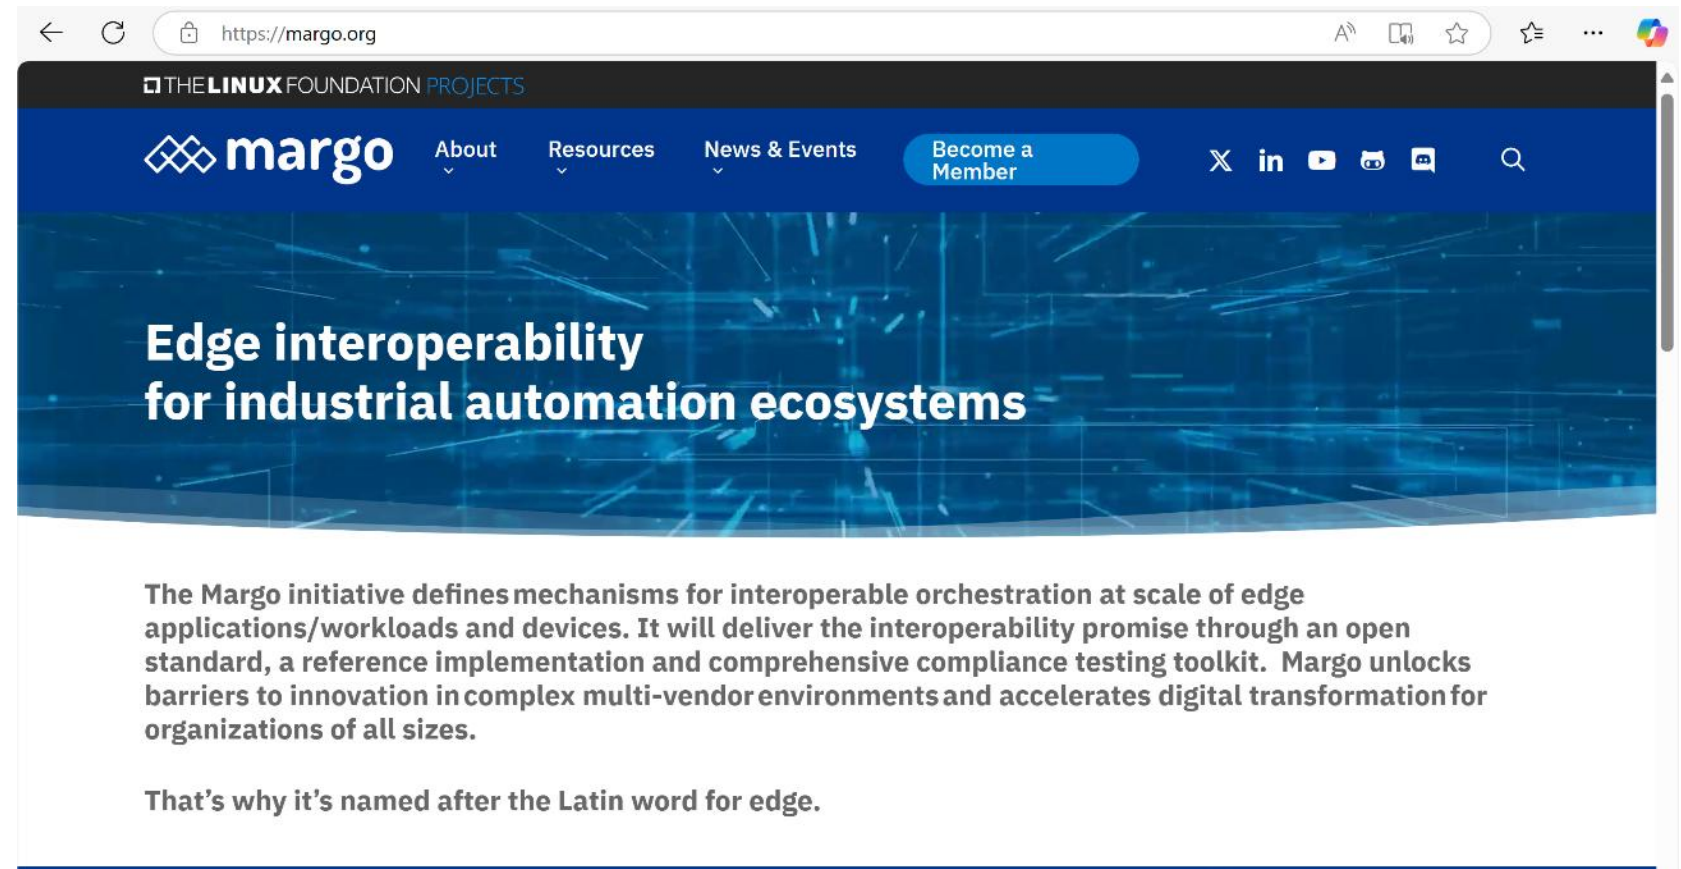 https://margo.org
THE LINUX FOUNDATION PROJECTS
margo
About
Resources
News & Events
Become a
Member
Edge interoperability
for industrial automation ecosystems
The Margo initiative defines mechanisms for interoperable orchestration at scale of edge
applications/workloads and devices. It will deliver the interoperability promise through an open
standard, a reference implementation and comprehensive compliance testing toolkit. Margo unlocks
barriers to innovation in complex multi-vendor environments and accelerates digital transformation for
organizations of all sizes.
That’s why it’s named after the Latin word for edge.